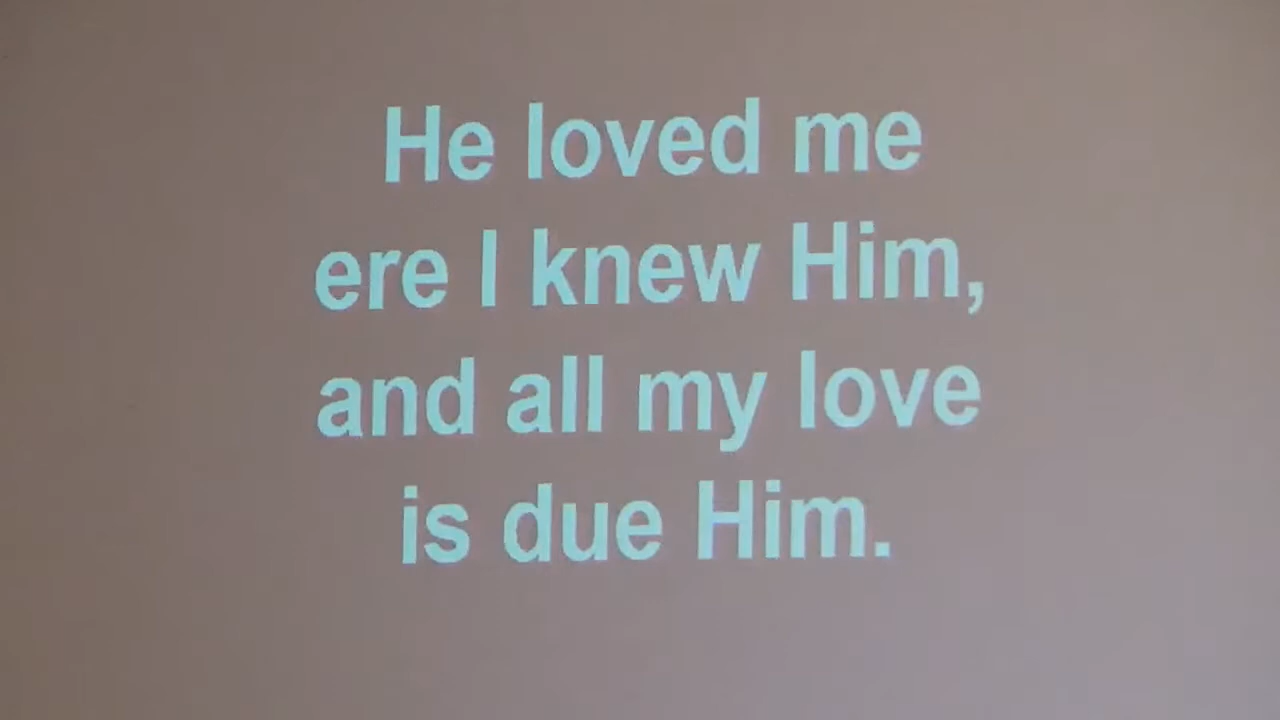 He loved me
ere I knew Him,
and all my love
is due Him.